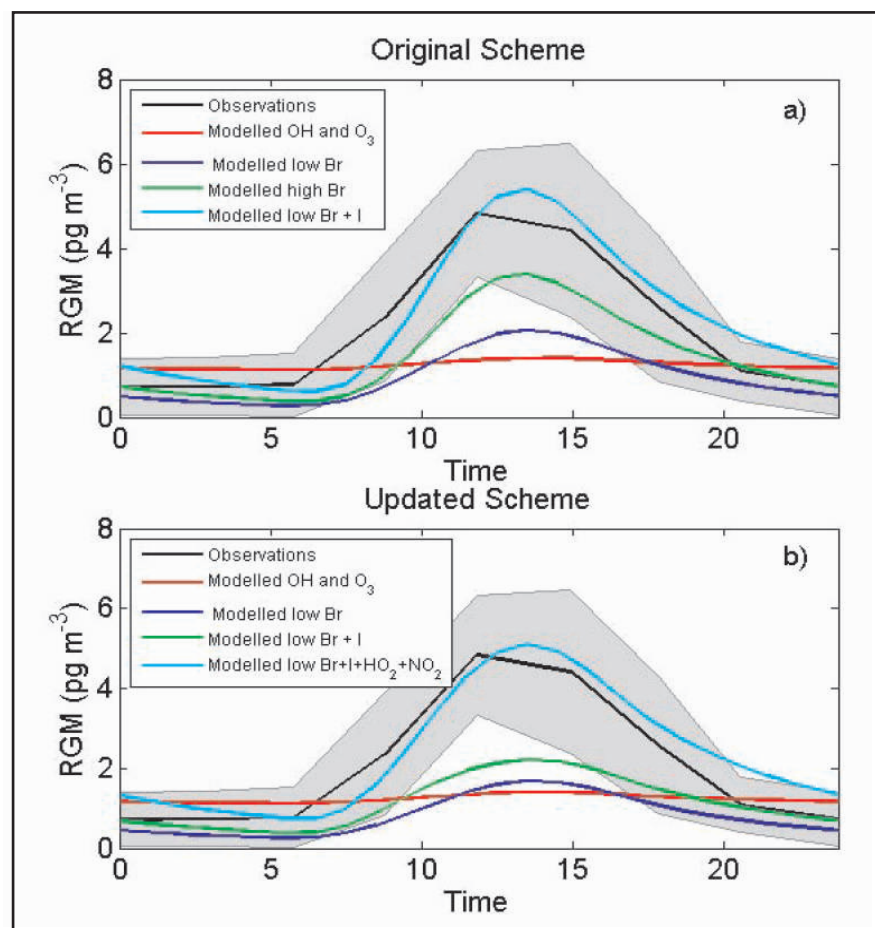 Original Scheme
a)
8
6
4
2
0
RGM (pg m⁻³)
Observations
Modelled OH and O₃
Modelled low Br
Modelled high Br
Modelled low Br + I
0 5 10 15 20
Time
Updated Scheme
b)
8
6
4
2
0
RGM (pg m⁻³)
Observations
Modelled OH and O₃
Modelled low Br
Modelled low Br + I
Modelled low Br+I+HO₂+NO₂
0 5 10 15 20
Time